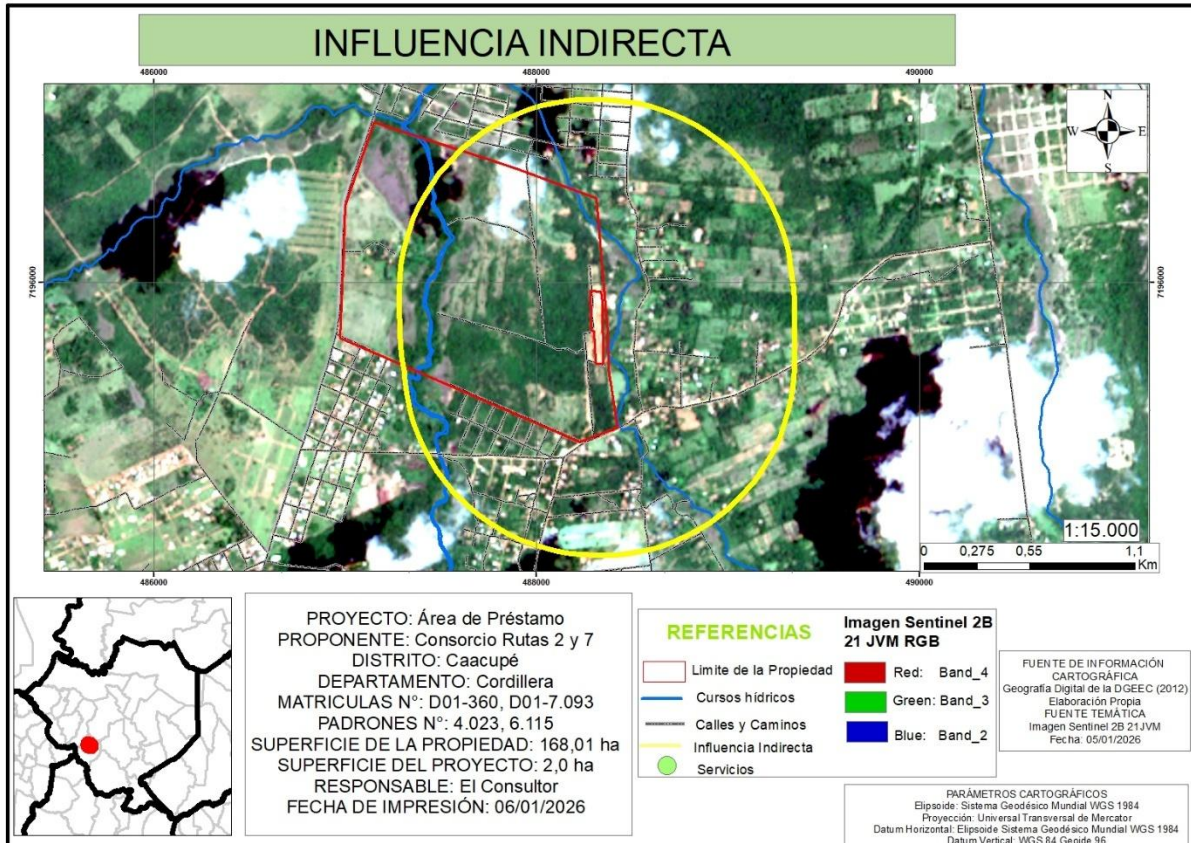 INFLUENCIA INDIRECTA
486000
488000
490000
N
W
E
S
7196000
7196000
1:15.000
0
0,275
0,55
1,1
Km
486000
488000
490000
PROYECTO: Área de Préstamo
PROPONENTE: Consorcio Rutas 2 y 7
DISTRITO: Caacupé
DEPARTAMENTO: Cordillera
MATRICULAS N°: D01-360, D01-7.093
PADRONES N°: 4.023, 6.115
SUPERFICIE DE LA PROPIEDAD: 168,01 ha
SUPERFICIE DEL PROYECTO: 2,0 ha
RESPONSABLE: El Consultor
FECHA DE IMPRESIÓN: 06/01/2026
REFERENCIAS
Limite de la Propiedad
Cursos hídricos
Calles y Caminos
Influencia Indirecta
Servicios
Imagen Sentinel 2B
21 JVM RGB
Red: Band_4
Green: Band_3
Blue: Band_2
FUENTE DE INFORMACIÓN
CARTOGRÁFICA
Geografía Digital de la DGEEC (2012)
Elaboración Propia
FUENTE TEMÁTICA
Imagen Sentinel 2B 21JVM
Fecha: 05/01/2026
PARÁMETROS CARTOGRÁFICOS
Elipsoide: Sistema Geodésico Mundial WGS 1984
Proyección: Universal Transversal de Mercator
Datum Horizontal: Elipsoide Sistema Geodésico Mundial WGS 1984
Datum Vertical: WGS 84 Geoide 96